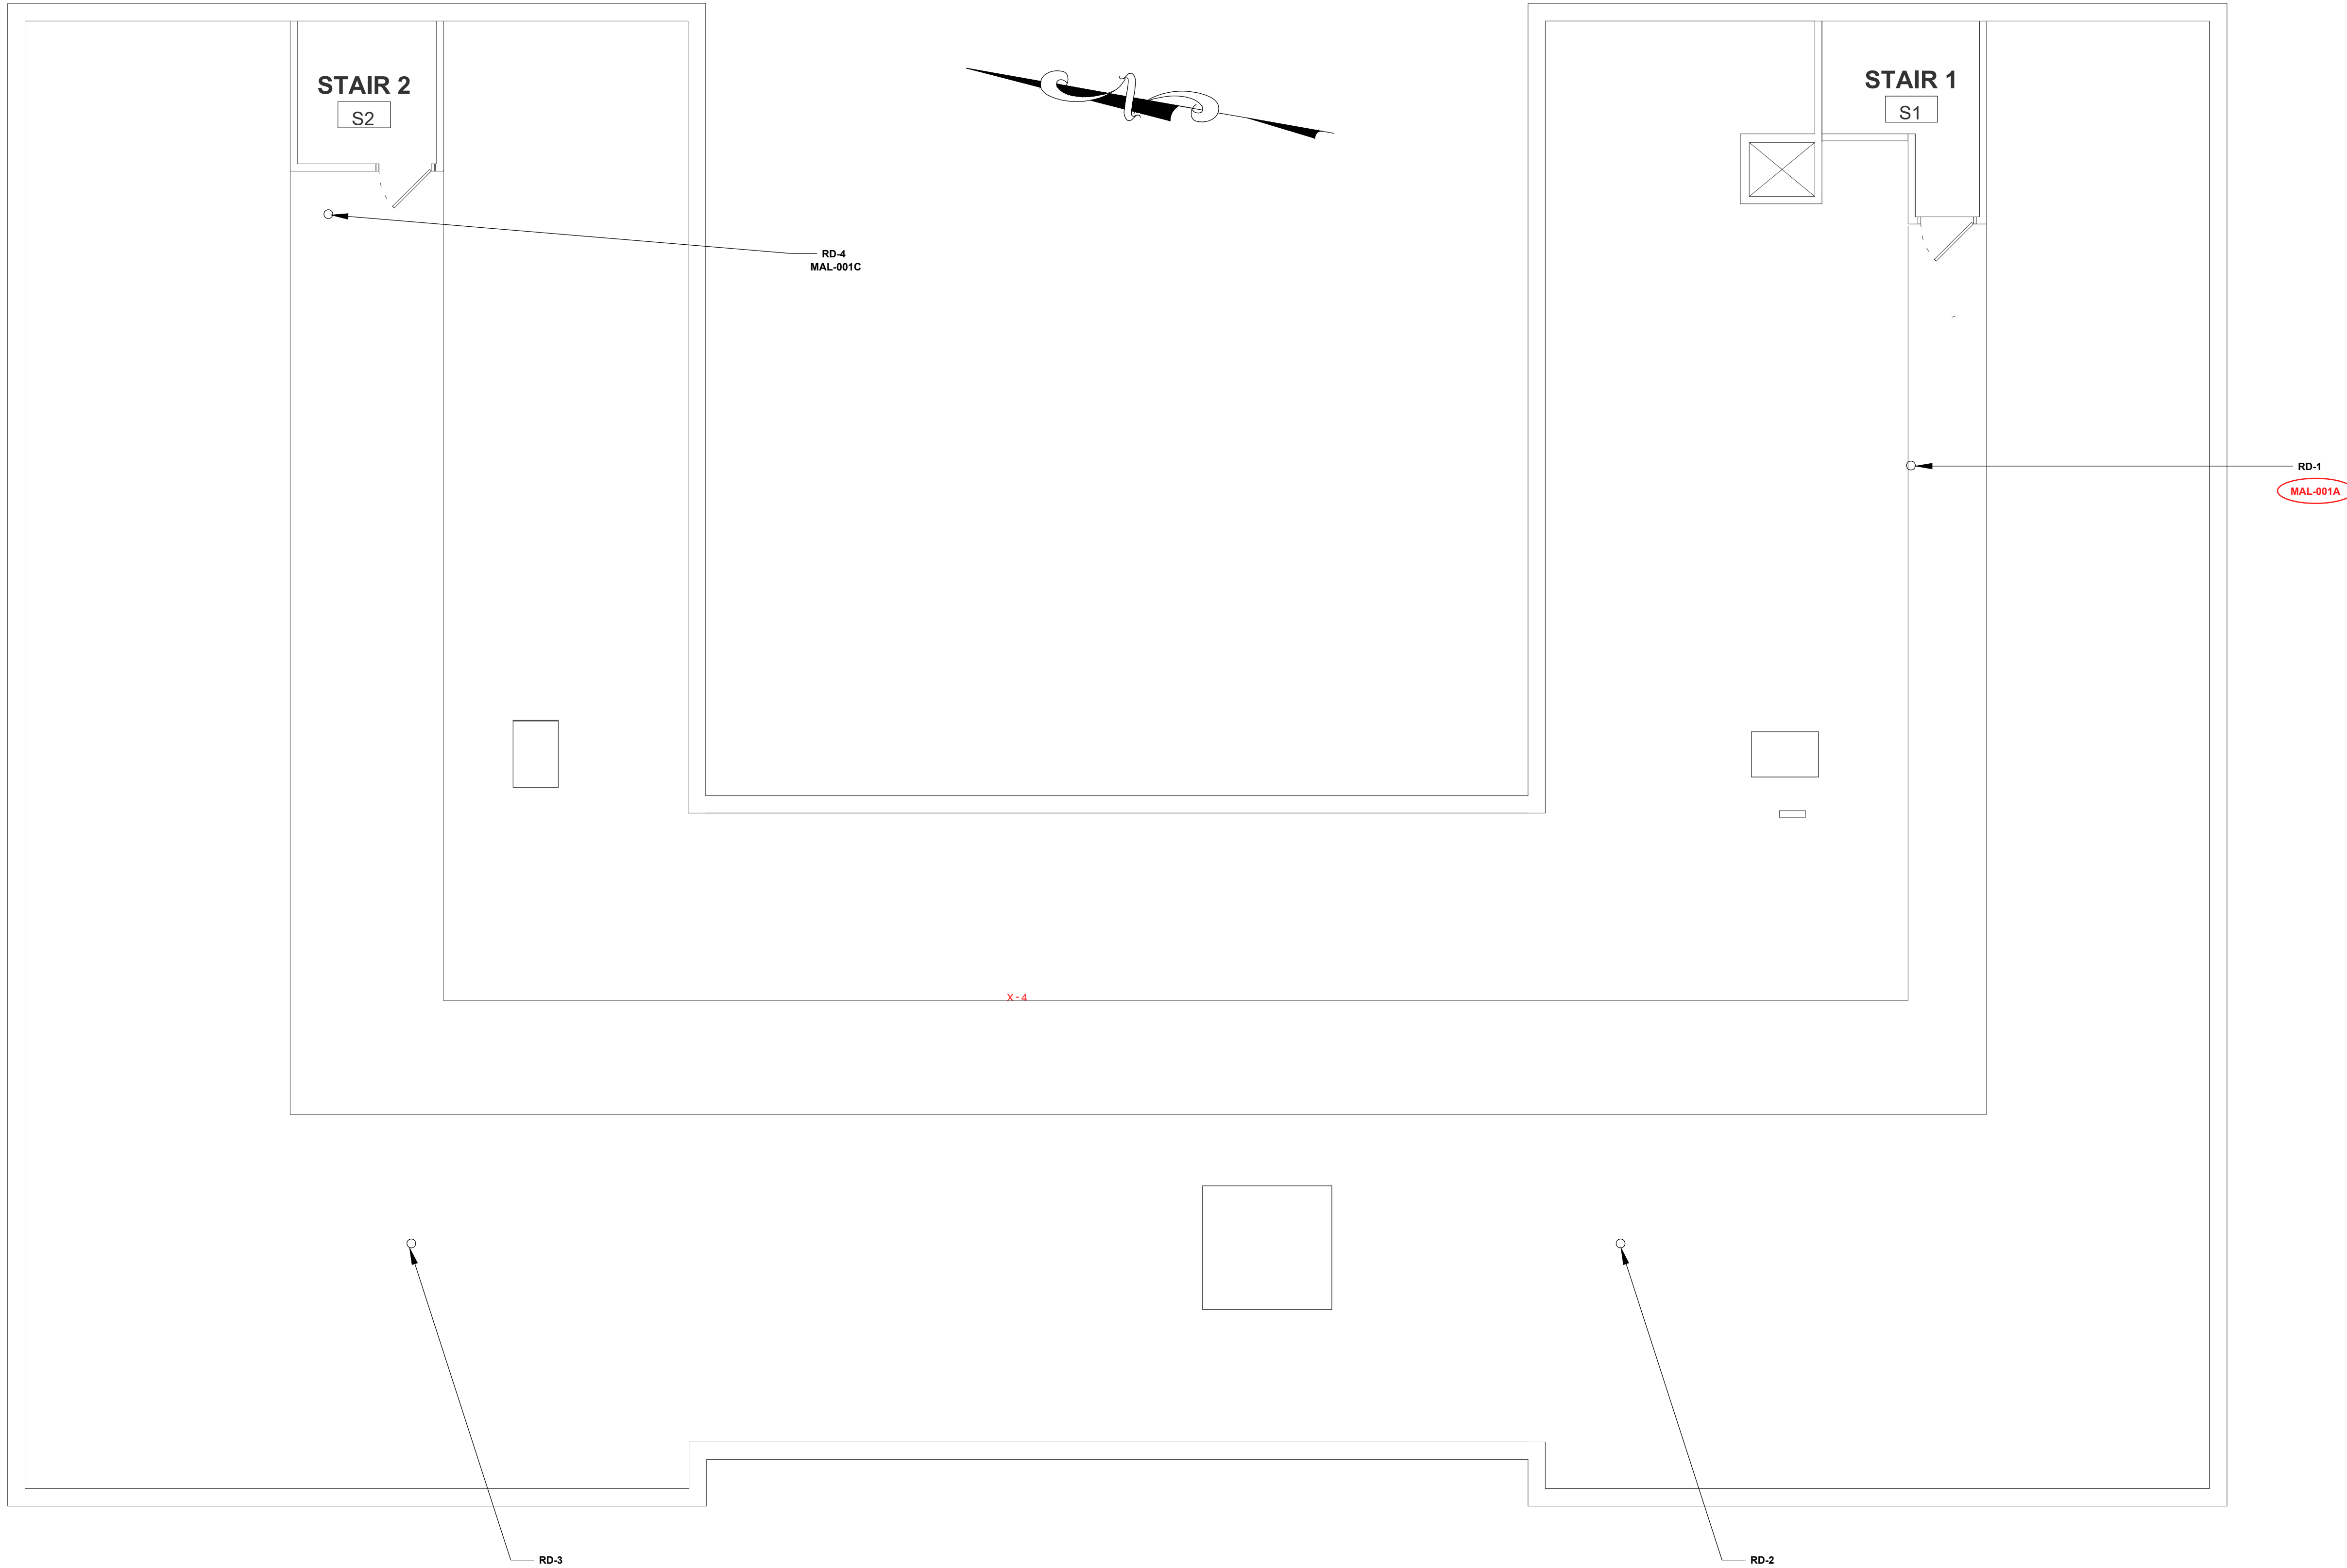 STAIR 2
S2
STAIR 1
S1
RD-4
MAL-001C
RD-1
MAL-001A
X-4
RD-3
RD-2